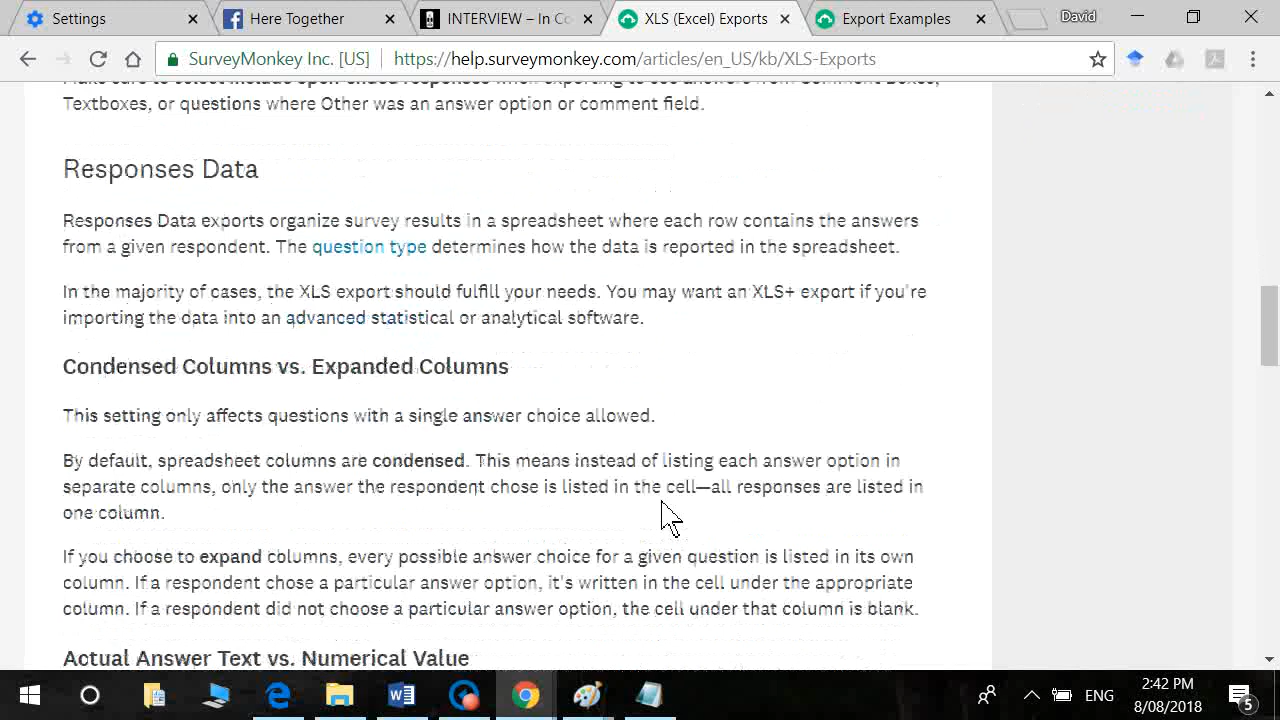 Settings
Here Together
INTERVIEW – In Co
XLS (Excel) Exports
Export Examples
David
SurveyMonkey Inc. [US]
https://help.surveymonkey.com/articles/en_US/kb/XLS-Exports
Textboxes, or questions where Other was an answer option or comment field.
Responses Data
Responses Data exports organize survey results in a spreadsheet where each row contains the answers
from a given respondent. The question type determines how the data is reported in the spreadsheet.
In the majority of cases, the XLS export should fulfill your needs. You may want an XLS+ export if you're
importing the data into an advanced statistical or analytical software.
Condensed Columns vs. Expanded Columns
This setting only affects questions with a single answer choice allowed.
By default, spreadsheet columns are condensed. This means instead of listing each answer option in
separate columns, only the answer the respondent chose is listed in the cell—all responses are listed in
one column.
If you choose to expand columns, every possible answer choice for a given question is listed in its own
column. If a respondent chose a particular answer option, it's written in the cell under the appropriate
column. If a respondent did not choose a particular answer option, the cell under that column is blank.
Actual Answer Text vs. Numerical Value
ENG
2:42 PM
8/08/2018
5